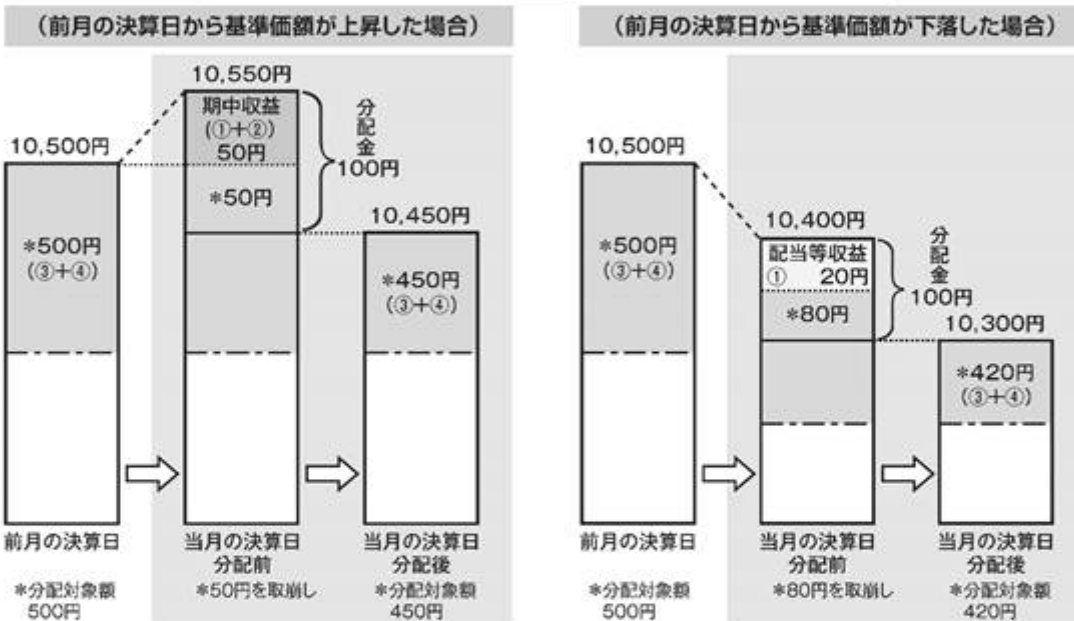 (前月の決算日から基準価額が上昇した場合)
10,550円
期中収益
(①+②)
50円
分配金
100円
10,500円
*50円
10,450円
*500円
(③+④)
*450円
(③+④)
前月の決算日
当月の決算日
分配前
当月の決算日
分配後
*分配対象額
500円
*50円を取崩し
*分配対象額
450円
(前月の決算日から基準価額が下落した場合)
10,500円
10,400円
配当等収益
① 20円
分配金
100円
*500円
(③+④)
*80円
10,300円
*420円
(③+④)
前月の決算日
当月の決算日
分配前
当月の決算日
分配後
*分配対象額
500円
*80円を取崩し
*分配対象額
420円